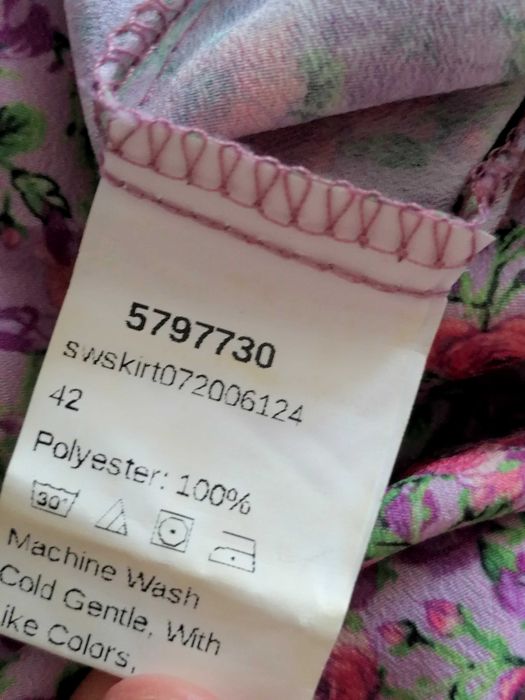 5797730
swskirt072006124
42
Polyester: 100%
30°
Machine Wash
Cold Gentle, With
ike Colors,